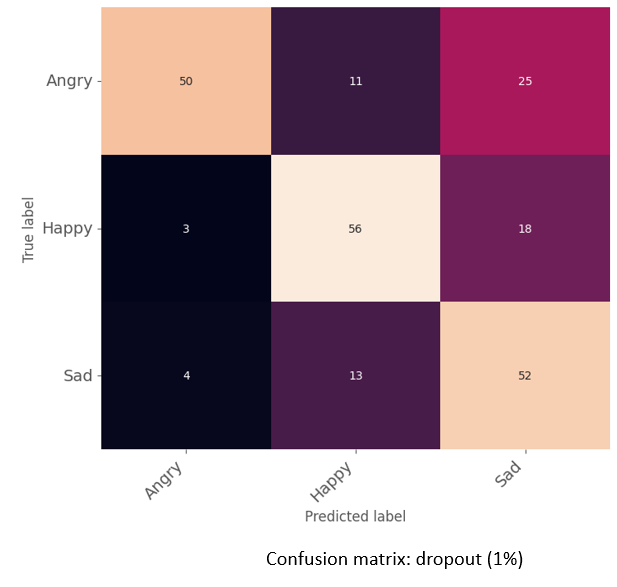 Angry
50 11 25
Happy
3 56 18
Sad
4 13 52
True label
Angry Happy Sad
Predicted label
Confusion matrix: dropout (1%)